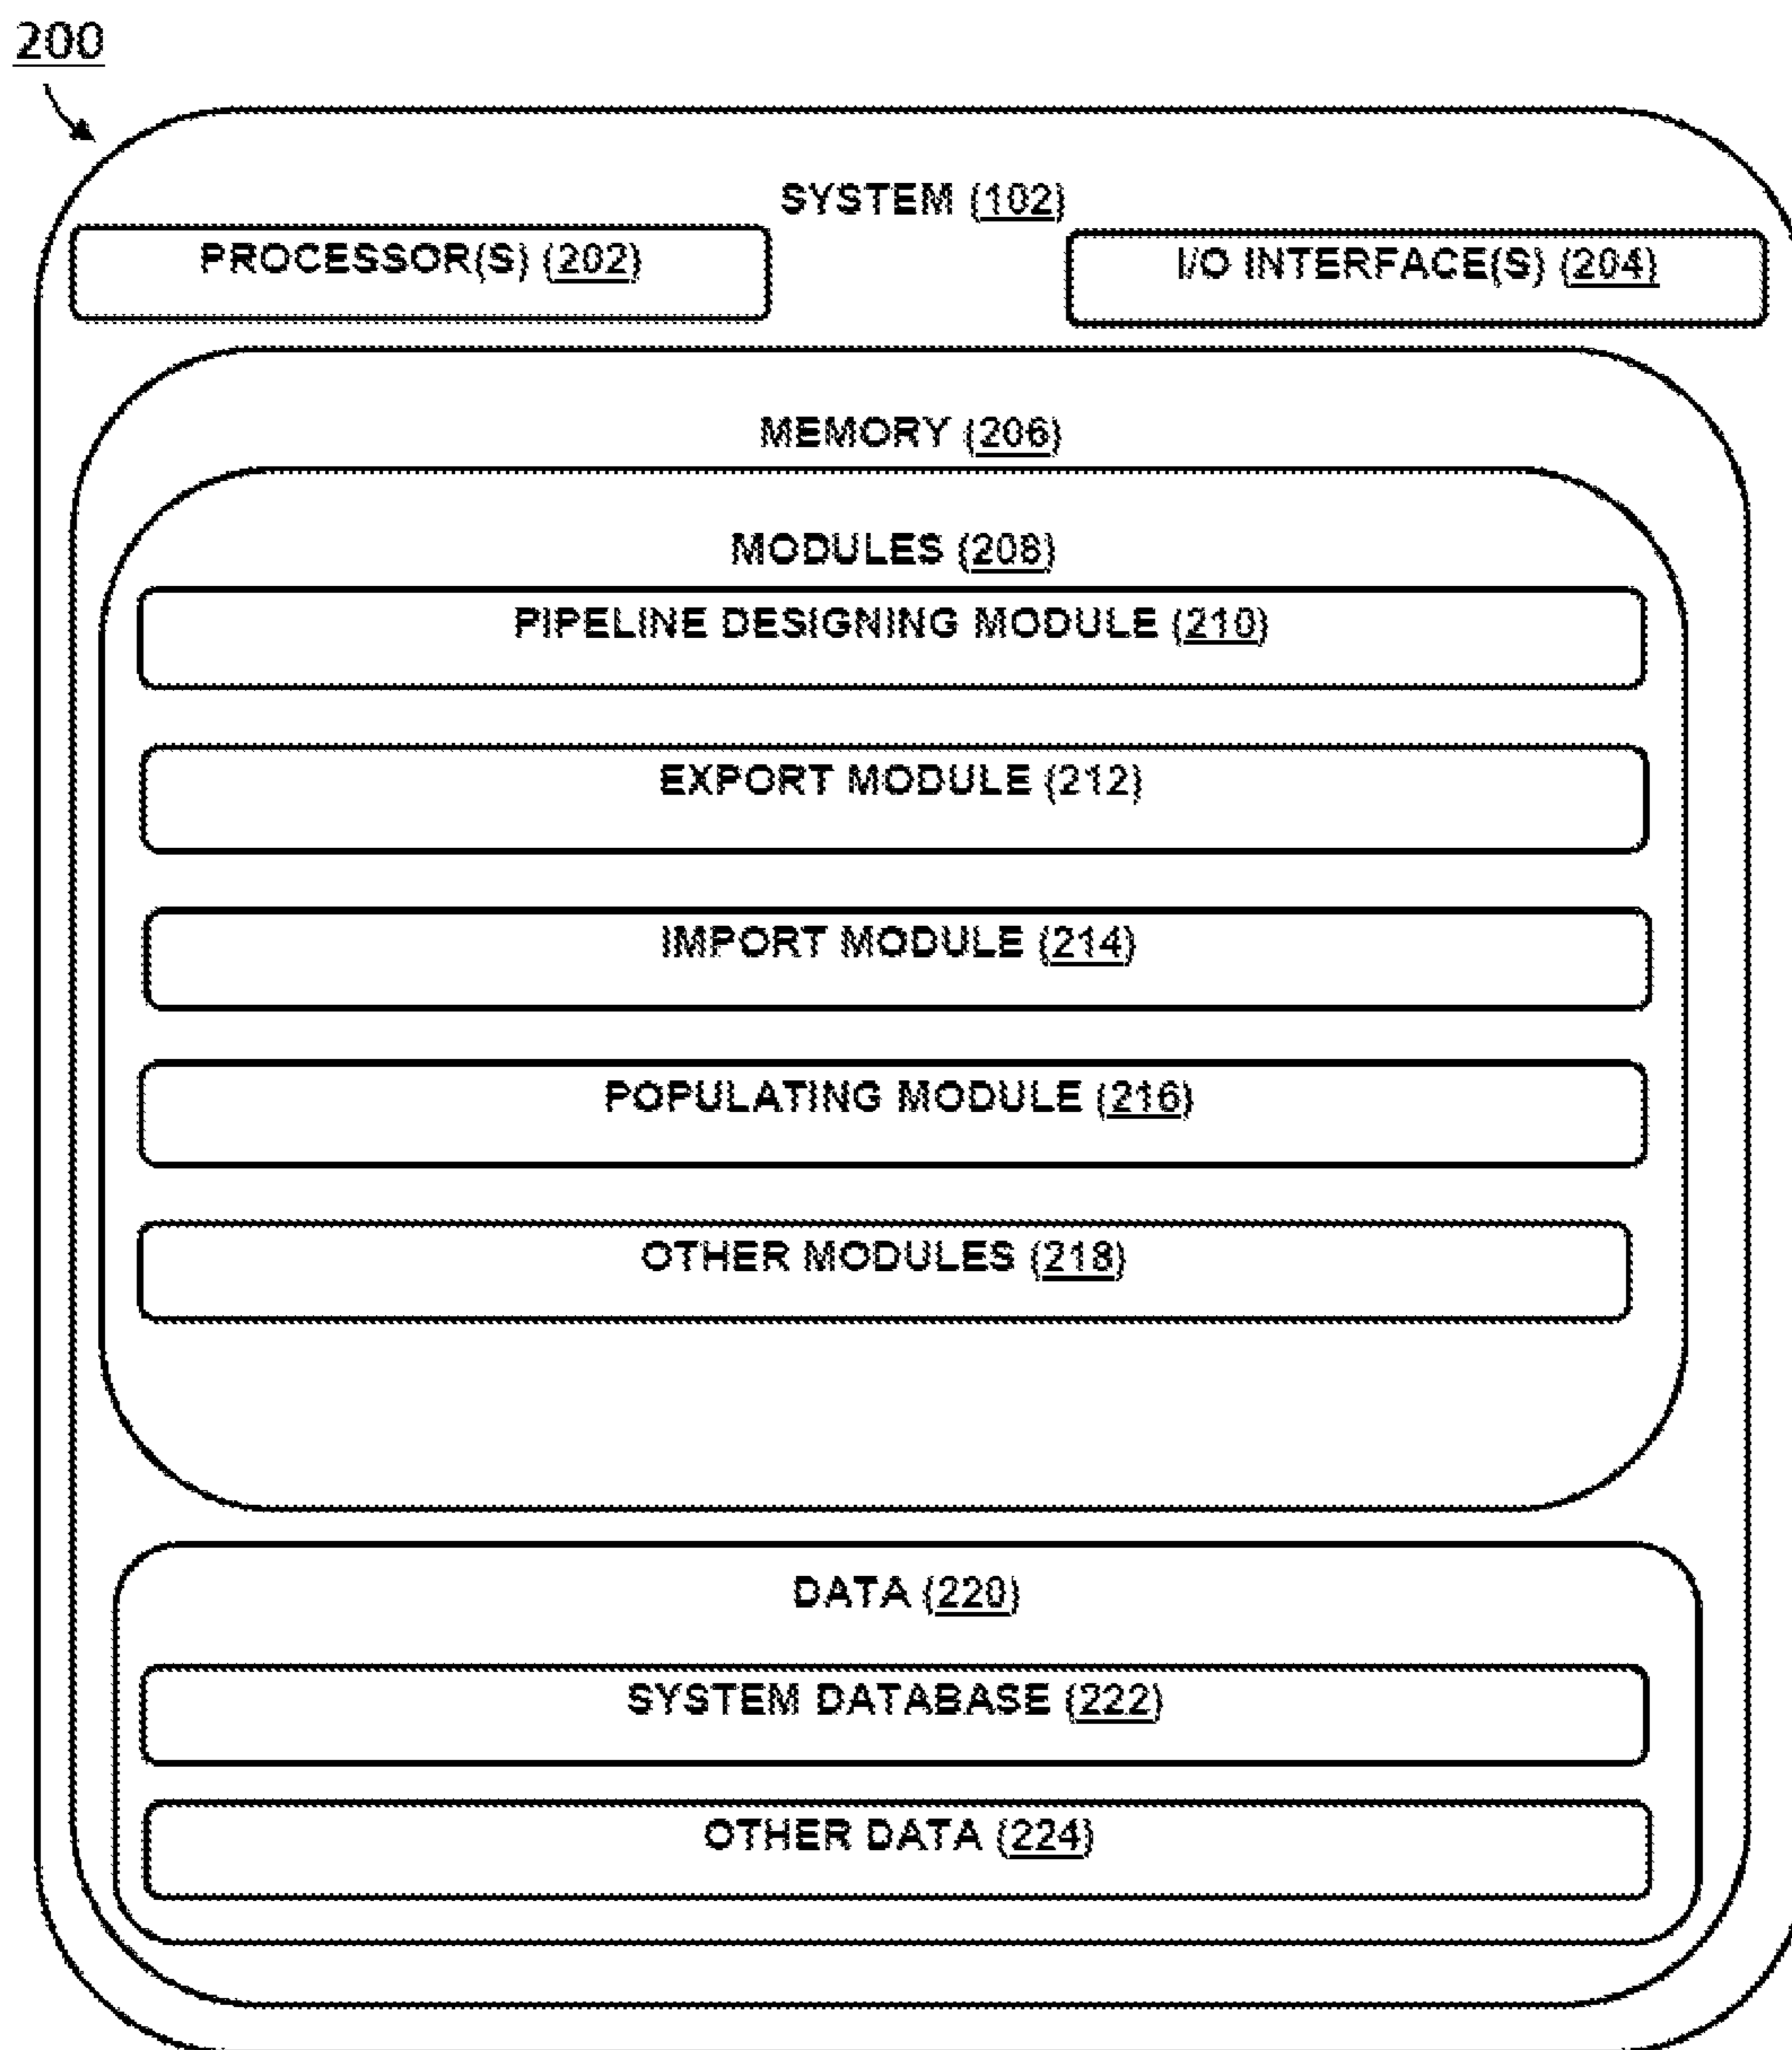 200
SYSTEM (102)
PROCESSOR(S) (202)
I/O INTERFACE(S) (204)
MEMORY (206)
MODULES (208)
PIPELINE DESIGNING MODULE (210)
EXPORT MODULE (212)
IMPORT MODULE (214)
POPULATING MODULE (216)
OTHER MODULES (218)
DATA (220)
SYSTEM DATABASE (222)
OTHER DATA (224)